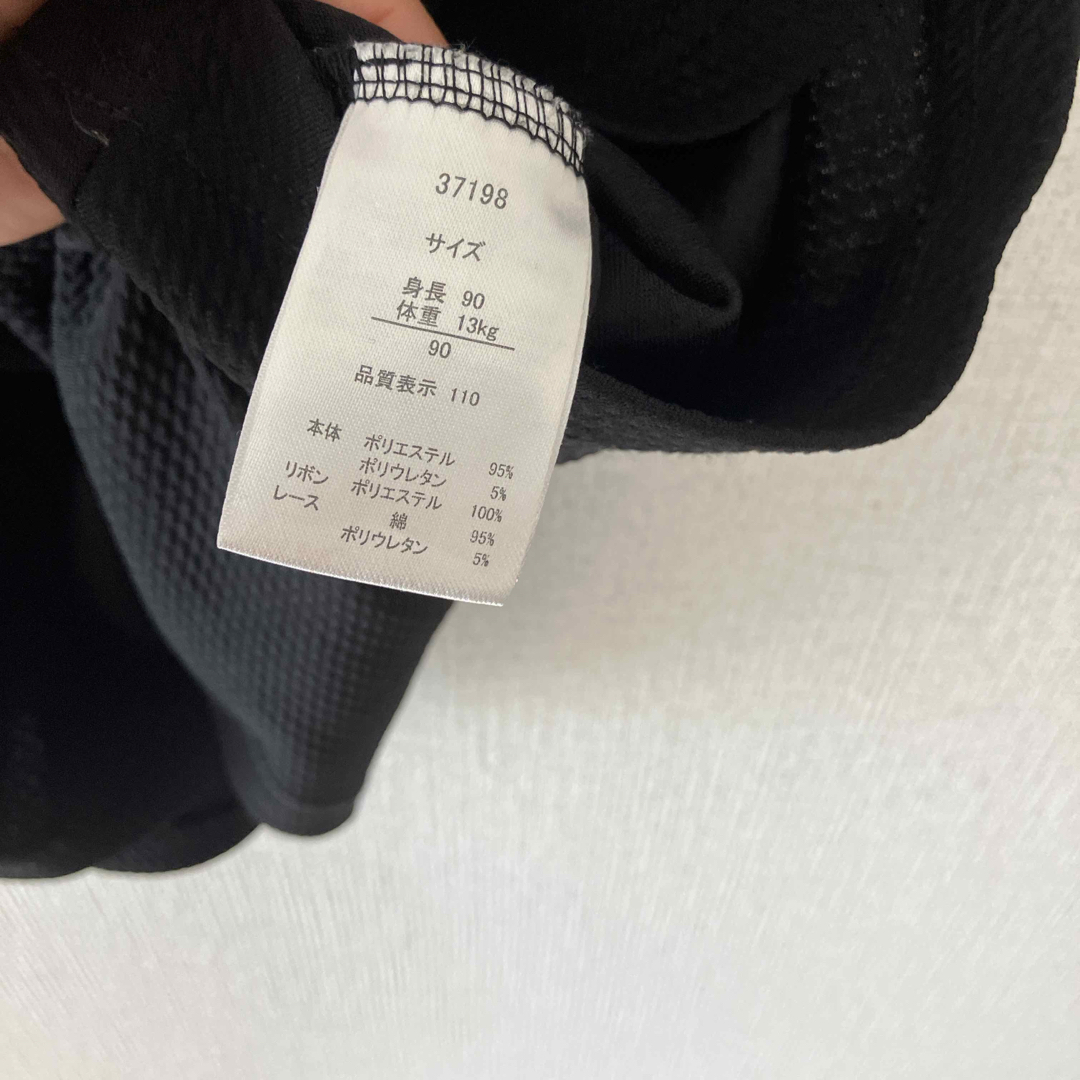 37198
サイズ
身長 90
体重 13kg
90
品質表示 110
本体 ポリエステル 95%
ポリウレタン 5%
リボン ポリエステル 100%
レース 綿 95%
ポリウレタン 5%